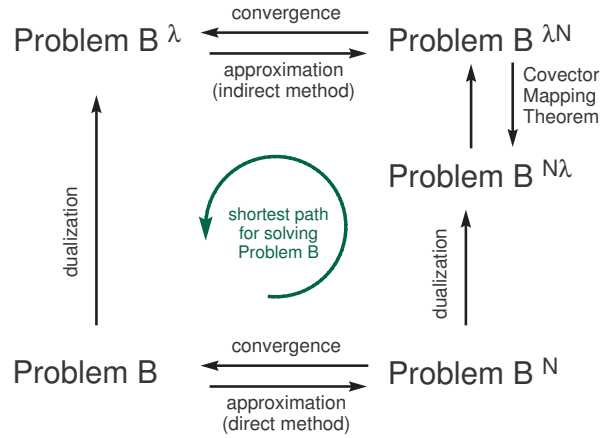 convergence
Problem B λ
Problem B λN
approximation
(indirect method)
Covector
Mapping
Theorem
Problem B Nλ
dualization
shortest path
for solving
Problem B
dualization
convergence
Problem B
Problem B N
approximation
(direct method)